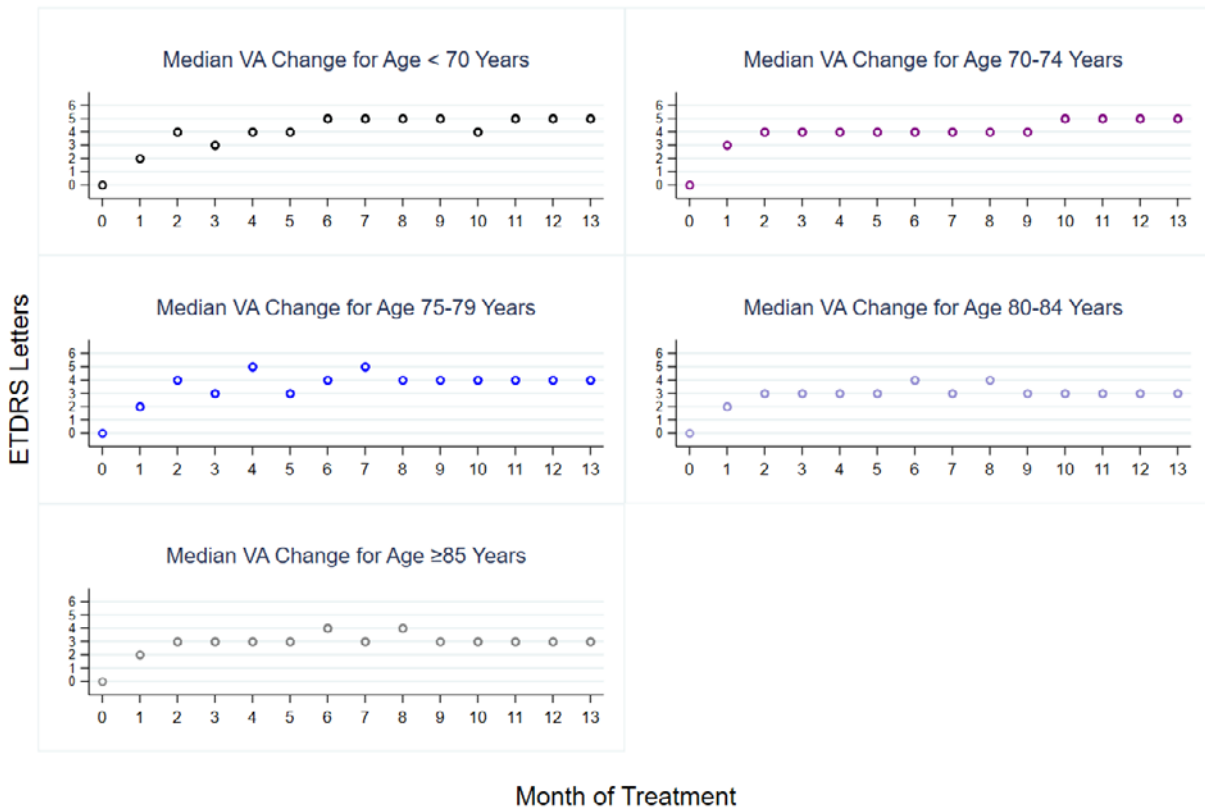 Median VA Change for Age < 70 Years
6
5
4
3
2
1
0
0 1 2 3 4 5 6 7 8 9 10 11 12 13
Median VA Change for Age 70-74 Years
6
5
4
3
2
1
0
0 1 2 3 4 5 6 7 8 9 10 11 12 13
ETDRS Letters
Median VA Change for Age 75-79 Years
6
5
4
3
2
1
0
0 1 2 3 4 5 6 7 8 9 10 11 12 13
Median VA Change for Age 80-84 Years
6
5
4
3
2
1
0
0 1 2 3 4 5 6 7 8 9 10 11 12 13
Median VA Change for Age ≥85 Years
6
5
4
3
2
1
0
0 1 2 3 4 5 6 7 8 9 10 11 12 13
Month of Treatment